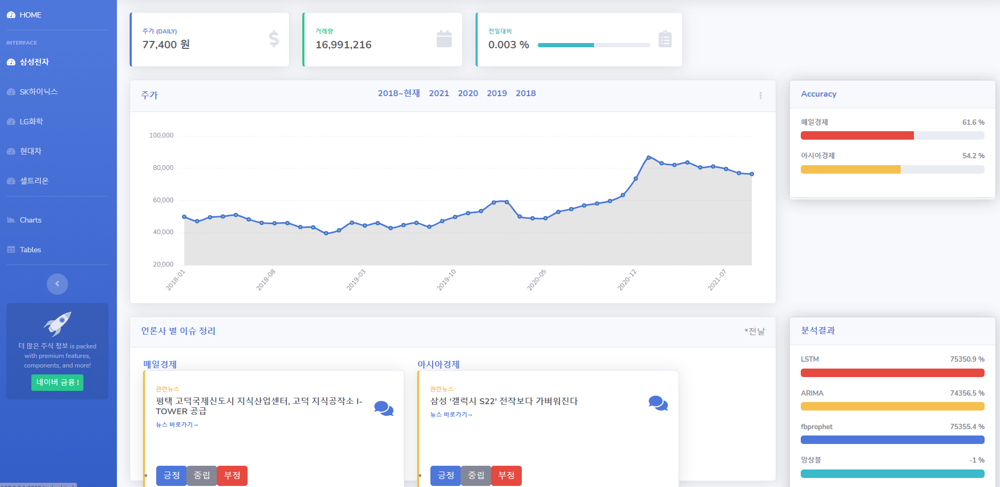 HOME
INTERFACE
삼성전자
SK하이닉스
LG화학
현대차
셀트리온
Charts
Tables
더 많은 주식 정보 is packed
with premium features,
components, and more!
네이버 금융 !
주가 (DAILY)
77,400 원
거래량
16,991,216
전일대비
0.003 %
주가
2018~현재 2021 2020 2019 2018
100,000
80,000
60,000
40,000
20,000
2018-01 2018-08 2019-03 2019-10 2020-05 2020-12 2021-07
Accuracy
매일경제 61.6 %
아시아경제 54.2 %
언론사 별 이슈 정리 *전날
매일경제
관련뉴스
평택 고덕국제신도시 지식산업센터, 고덕 지식공작소 I-
TOWER 공급
뉴스 바로가기→
긍정 중립 부정
아시아경제
관련뉴스
삼성 '갤럭시 S22' 전작보다 가벼워진다
뉴스 바로가기→
긍정 중립 부정
분석결과
LSTM 75350.9 %
ARIMA 74356.5 %
fbprophet 75355.4 %
앙상블 -1 %